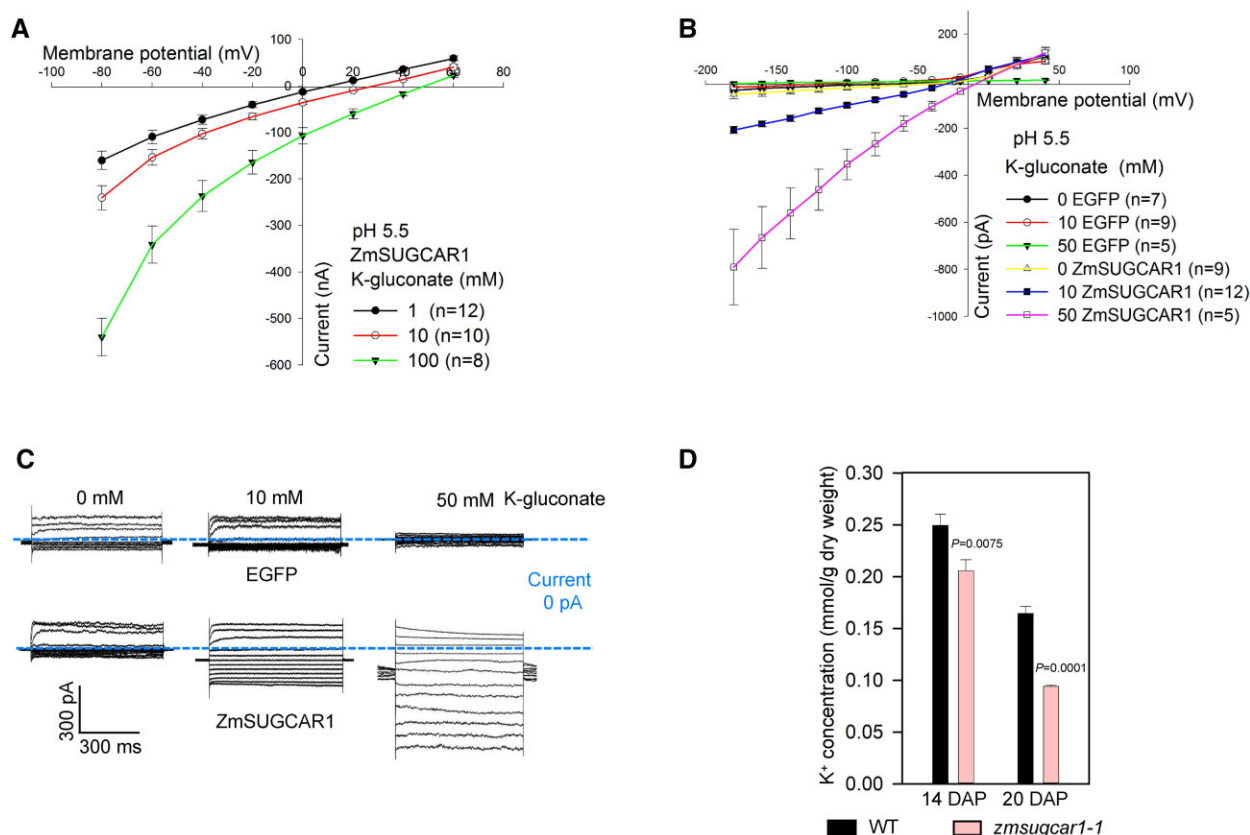 A
Membrane potential (mV)
100
0
-100
-200
-300
-400
-500
-600
-100 -80 -60 -40 -20 0 20 40 60 80
Current (nA)
pH 5.5
ZmSUGCAR1
K-gluconate (mM)
1 (n=12)
10 (n=10)
100 (n=8)
B
200
-200
-400
-600
-800
-1000
-200 -150 -100 -50 0 50 100
Membrane potential (mV)
Current (pA)
pH 5.5
K-gluconate (mM)
0 EGFP (n=7)
10 EGFP (n=9)
50 EGFP (n=5)
0 ZmSUGCAR1 (n=9)
10 ZmSUGCAR1 (n=12)
50 ZmSUGCAR1 (n=5)
C
0 mM 10 mM 50 mM K-gluconate
EGFP
Current
0 pA
ZmSUGCAR1
300 pA
300 ms
D
K⁺ concentration (mmol/g dry weight)
0.30
0.25
0.20
0.15
0.10
0.05
0.00
P=0.0075
P=0.0001
14 DAP 20 DAP
WT zmsugcar1-1